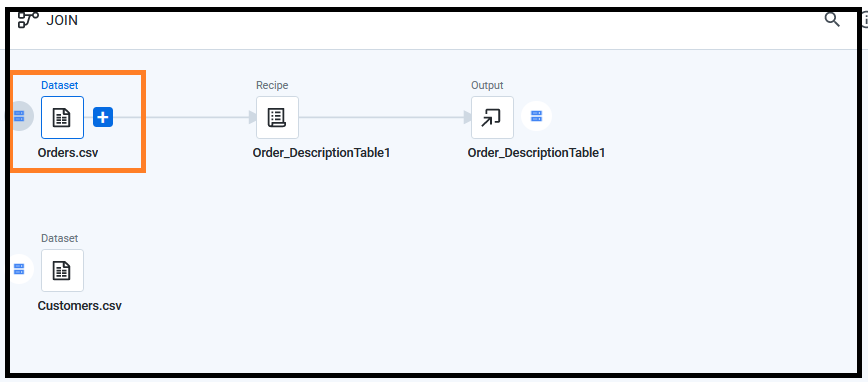 JOIN
Dataset
Recipe
Output
Orders.csv
Order_DescriptionTable1
Order_DescriptionTable1
Dataset
Customers.csv